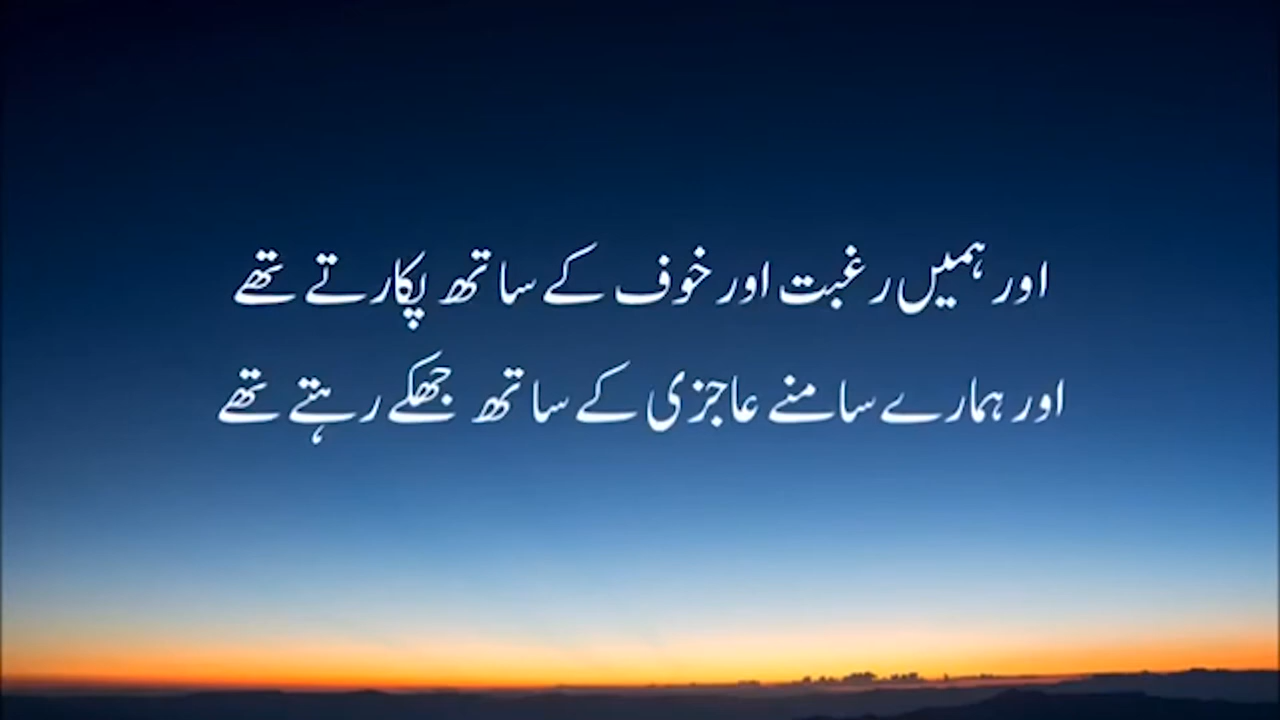 اور ہمیں رغبت اور خوف کے ساتھ پکارتے تھے
اور ہمارے سامنے عاجزی کے ساتھ جھکے رہتے تھے